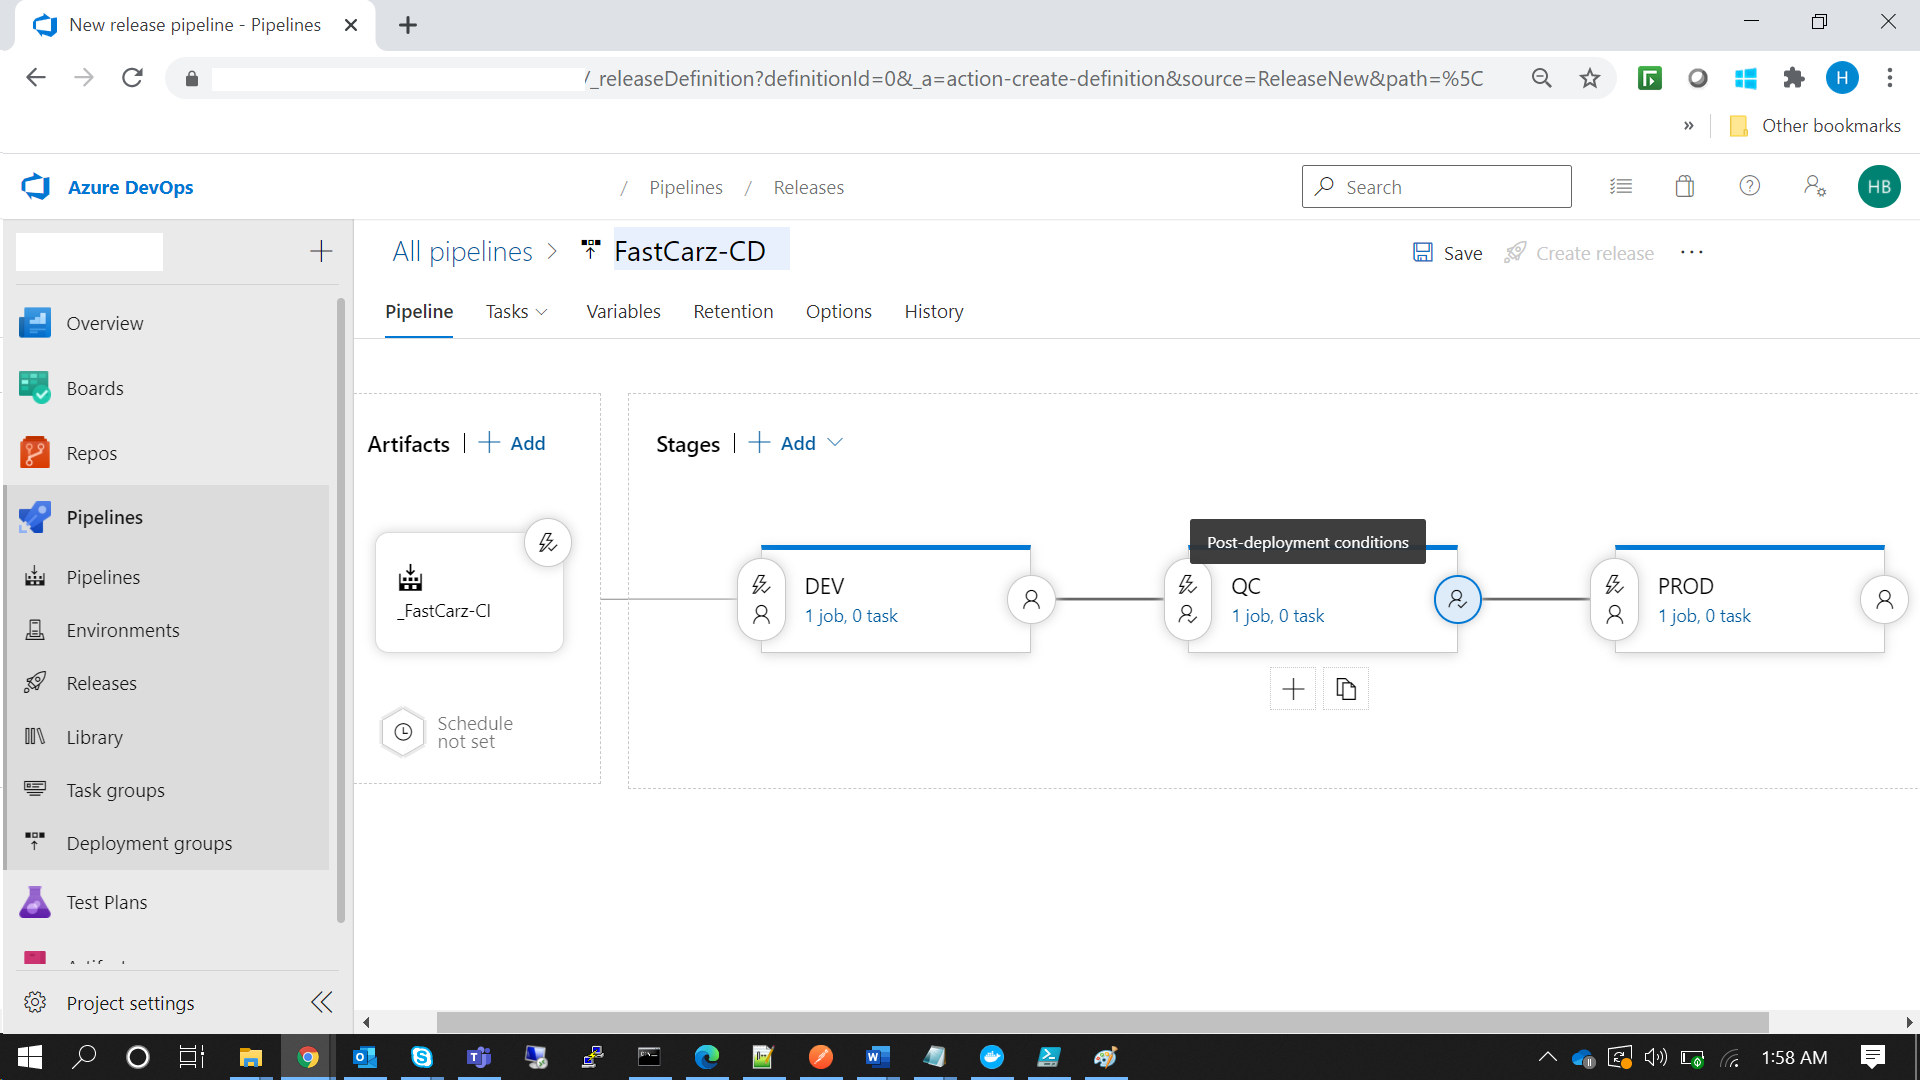 New release pipeline - Pipelines
/_releaseDefinition?definitionId=0&_a=action-create-definition&source=ReleaseNew&path=%5C
H
» Other bookmarks
Azure DevOps
/ Pipelines / Releases
Search
HB
All pipelines > FastCarz-CD
Save
Create release
...
Overview
Boards
Repos
Pipelines
Pipelines
Environments
Releases
Library
Task groups
Deployment groups
Test Plans
Project settings
Pipeline
Tasks
Variables
Retention
Options
History
Artifacts | + Add
Stages | + Add
_FastCarz-CI
Schedule
not set
Post-deployment conditions
DEV
1 job, 0 task
QC
1 job, 0 task
PROD
1 job, 0 task
1:58 AM